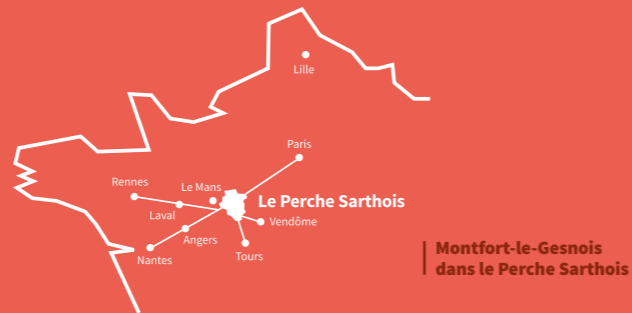 Lille
Paris
Rennes
Le Mans
Le Perche Sarthois
Laval
Vendôme
Angers
Nantes
Tours
Montfort-le-Gesnois
dans le Perche Sarthois